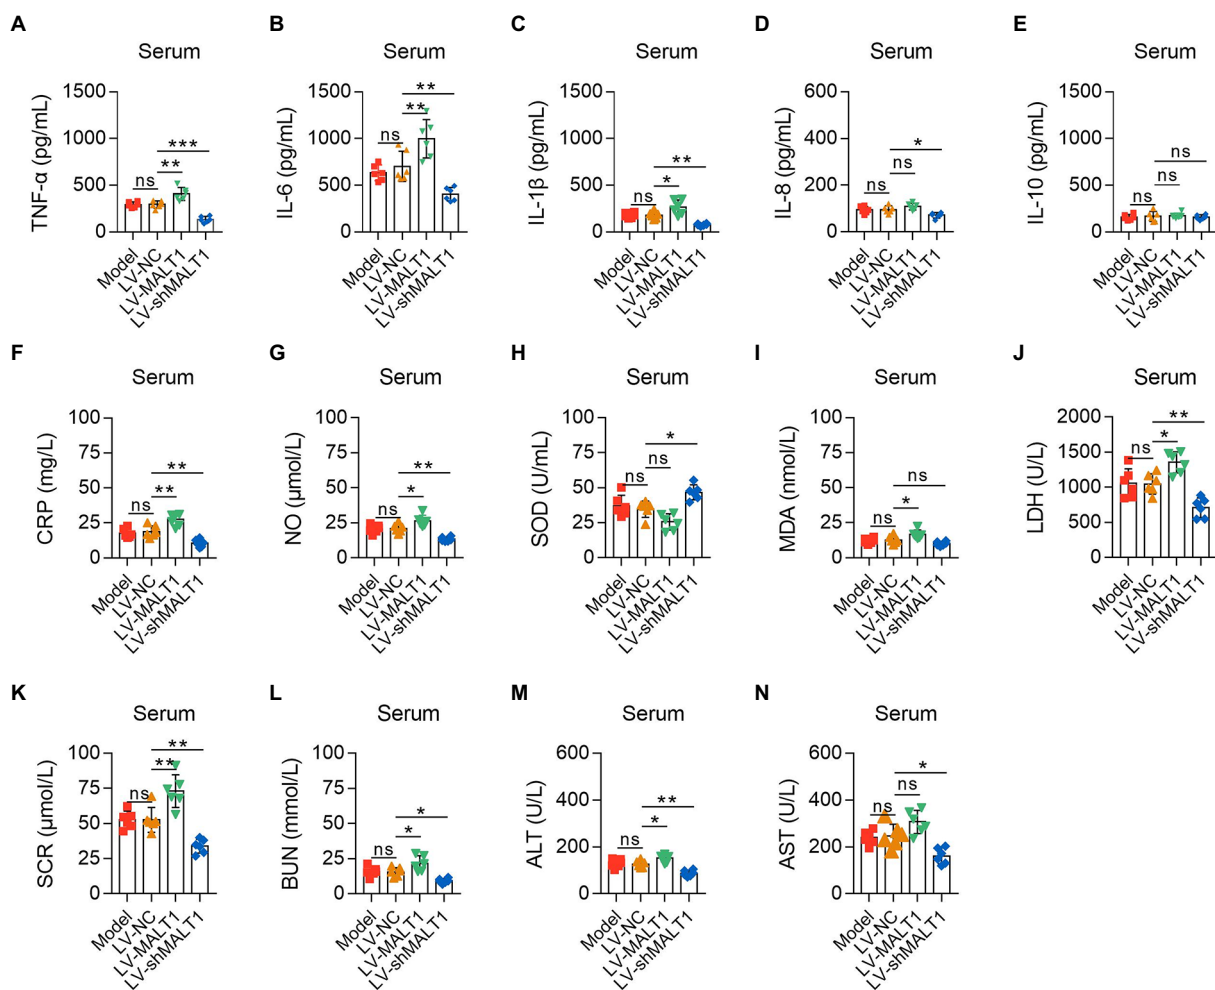 A
Serum
TNF-α (pg/mL)
1500
1000
500
0
ns
**
***
Model
LV-NC
LV-MALT1
LV-shMALT1
B
Serum
IL-6 (pg/mL)
1500
1000
500
0
ns
**
**
Model
LV-NC
LV-MALT1
LV-shMALT1
C
Serum
IL-1β (pg/mL)
1500
1000
500
0
ns
*
**
Model
LV-NC
LV-MALT1
LV-shMALT1
D
Serum
IL-8 (pg/mL)
600
400
200
0
ns
ns
*
Model
LV-NC
LV-MALT1
LV-shMALT1
E
Serum
IL-10 (pg/mL)
1500
1000
500
0
ns
ns
ns
Model
LV-NC
LV-MALT1
LV-shMALT1
F
Serum
CRP (mg/L)
100
75
50
25
0
ns
**
**
Model
LV-NC
LV-MALT1
LV-shMALT1
G
Serum
NO (μmol/L)
100
75
50
25
0
ns
*
**
Model
LV-NC
LV-MALT1
LV-shMALT1
H
Serum
SOD (U/mL)
100
75
50
25
0
ns
ns
*
Model
LV-NC
LV-MALT1
LV-shMALT1
I
Serum
MDA (nmol/L)
100
75
50
25
0
ns
*
ns
Model
LV-NC
LV-MALT1
LV-shMALT1
J
Serum
LDH (U/L)
2000
1500
1000
500
0
ns
*
**
Model
LV-NC
LV-MALT1
LV-shMALT1
K
Serum
SCR (μmol/L)
100
75
50
25
0
ns
**
**
Model
LV-NC
LV-MALT1
LV-shMALT1
L
Serum
BUN (mmol/L)
100
75
50
25
0
ns
*
*
Model
LV-NC
LV-MALT1
LV-shMALT1
M
Serum
ALT (U/L)
600
400
200
0
ns
*
**
Model
LV-NC
LV-MALT1
LV-shMALT1
N
Serum
AST (U/L)
600
400
200
0
ns
ns
*
Model
LV-NC
LV-MALT1
LV-shMALT1